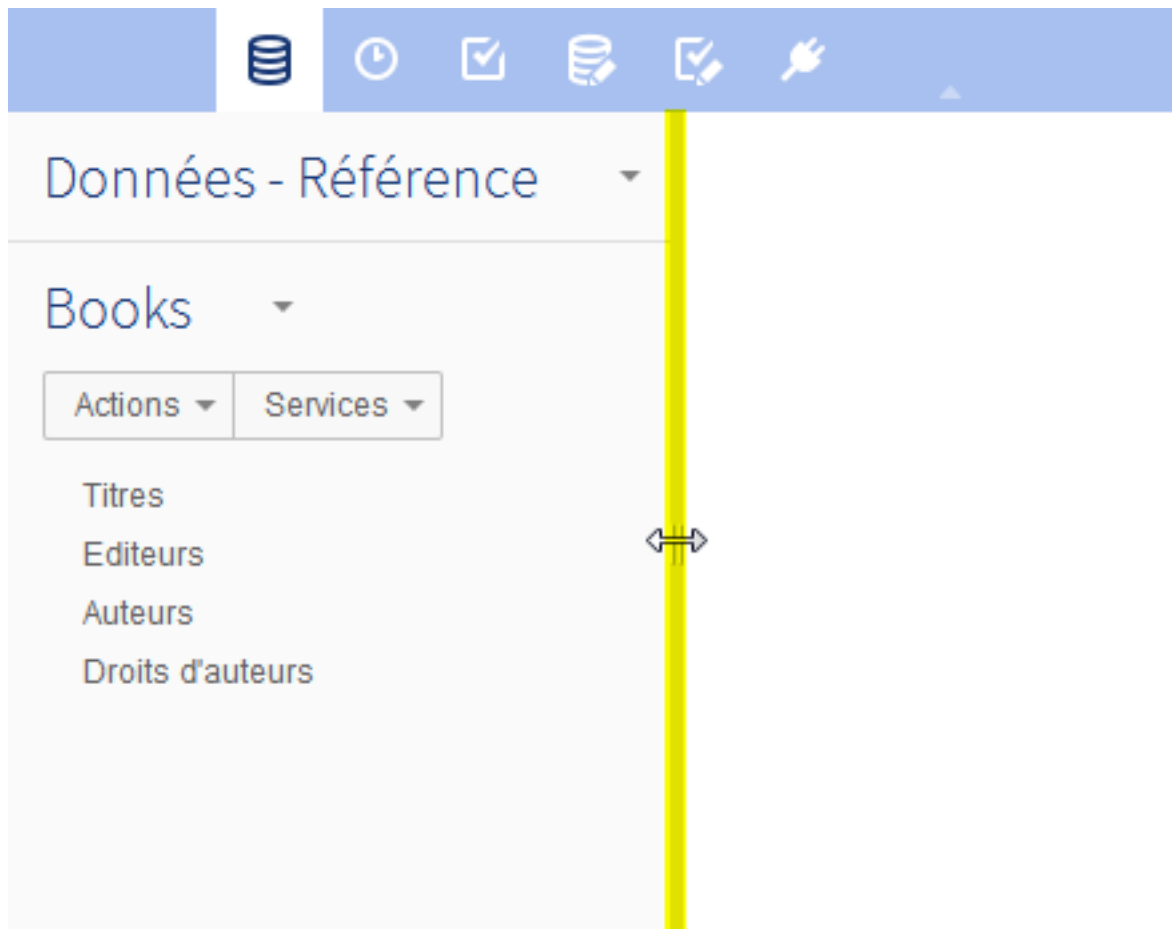 Données - Référence
Books
Actions Services
Titres
Editeurs
Auteurs
Droits d'auteurs